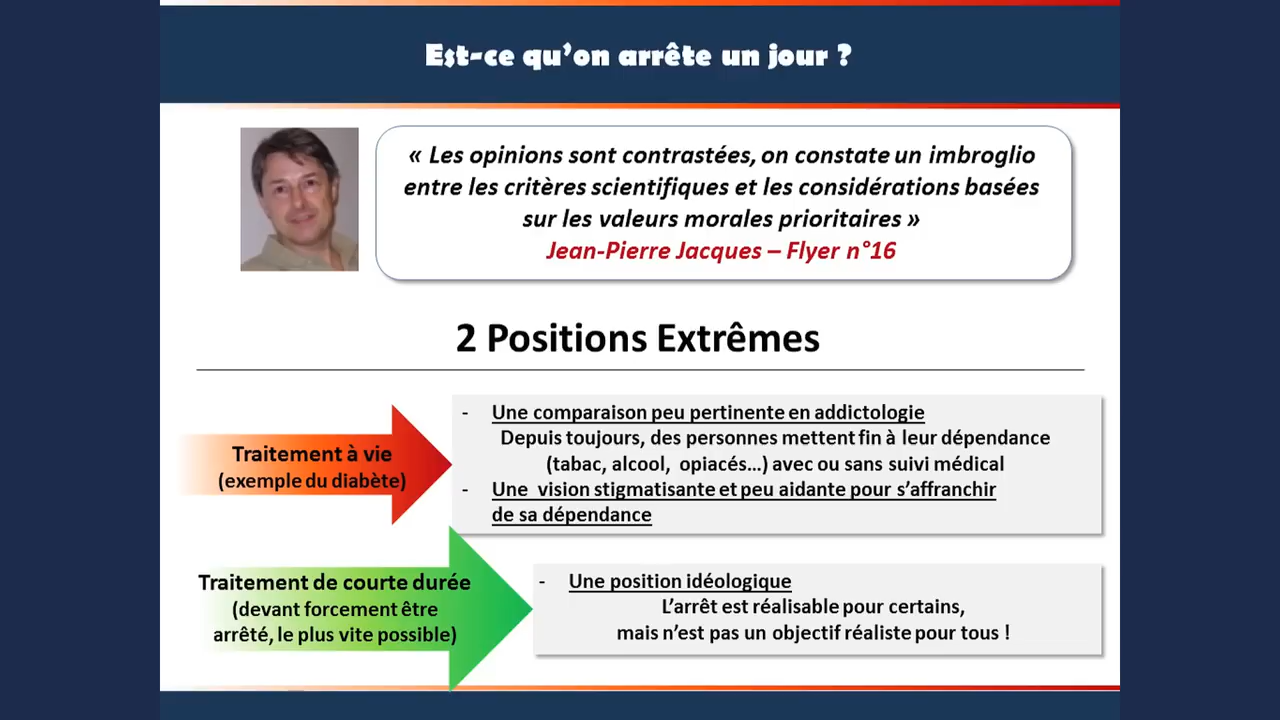 Est-ce qu’on arrête un jour ?
« Les opinions sont contrastées, on constate un imbroglio
entre les critères scientifiques et les considérations basées
sur les valeurs morales prioritaires »
Jean-Pierre Jacques – Flyer n°16
2 Positions Extrêmes
Traitement à vie
(exemple du diabète)
- Une comparaison peu pertinente en addictologie
Depuis toujours, des personnes mettent fin à leur dépendance
(tabac, alcool, opiacés…) avec ou sans suivi médical
- Une vision stigmatisante et peu aidante pour s’affranchir
de sa dépendance
Traitement de courte durée
(devant forcement être
arrêté, le plus vite possible)
- Une position idéologique
L’arrêt est réalisable pour certains,
mais n’est pas un objectif réaliste pour tous !